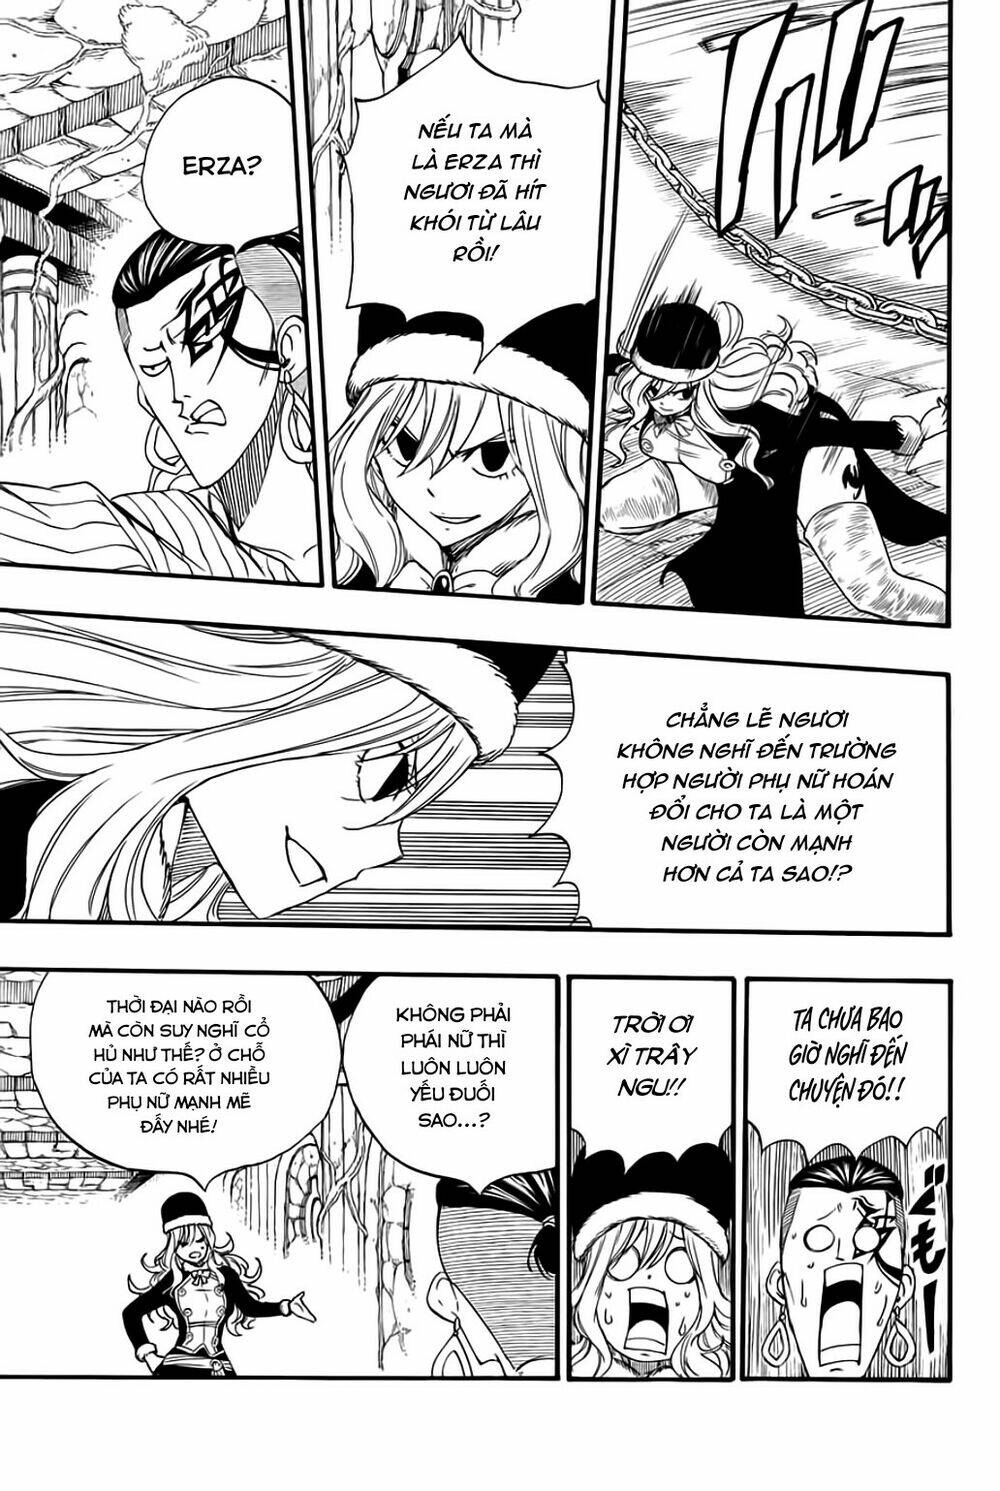 NẾU TA MÀ
LÀ ERZA THÌ
NGƯƠI ĐÃ HÍT
KHÓI TỪ LÂU
RỒI!
ERZA?
CHẲNG LẼ NGƯƠI
KHÔNG NGHĨ ĐẾN TRƯỜNG
HỢP NGƯỜI PHỤ NỮ HOÁN
ĐỔI CHO TA LÀ MỘT
NGƯỜI CÒN MẠNH
HƠN CẢ TA SAO!?
TA CHƯA BAO
GIỜ NGHĨ ĐẾN
CHUYỆN ĐÓ!!
TRỜI ƠI
XÌ TRÂY
NGU!!
KHÔNG PHẢI
PHÁI NỮ THÌ
LUÔN LUÔN
YẾU ĐUỐI
SAO...?
THỜI ĐẠI NÀO RỒI
MÀ CÒN SUY NGHĨ CỔ
HỦ NHƯ THẾ? Ở CHỖ
CỦA TA CÓ RẤT NHIỀU
PHỤ NỮ MẠNH MẼ
ĐẤY NHÉ!